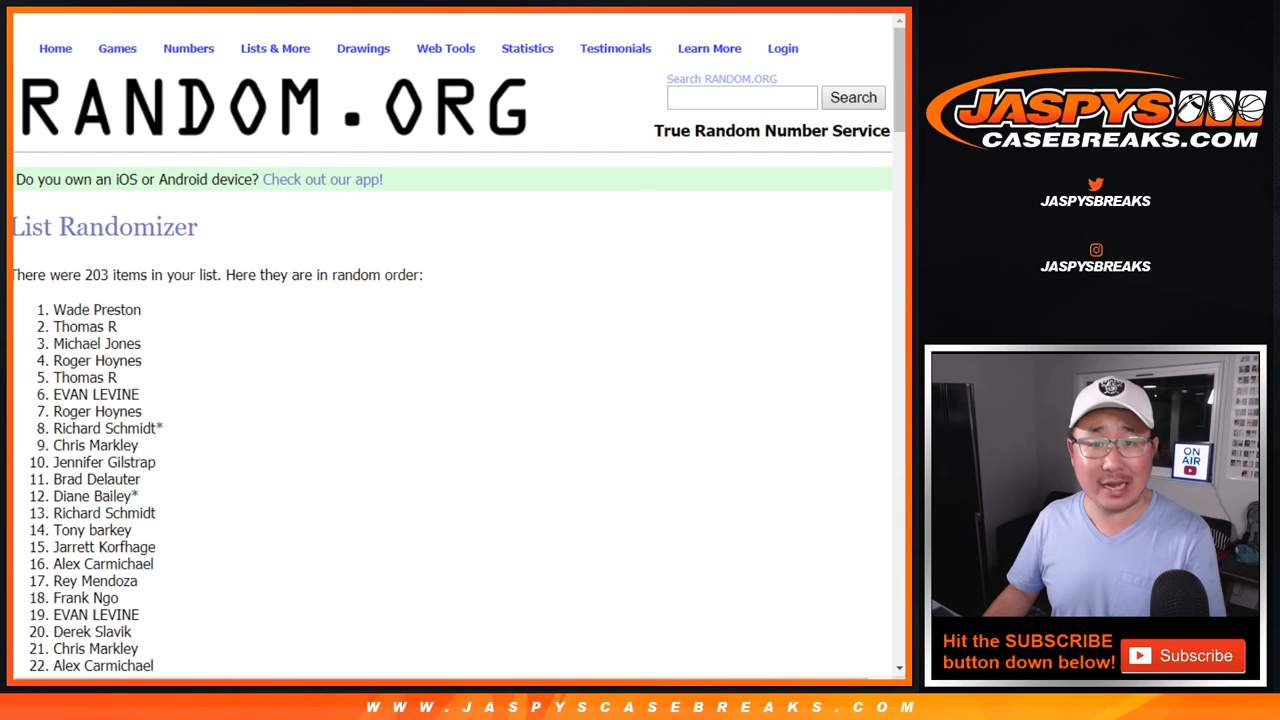 Home Games Numbers Lists & More Drawings Web Tools Statistics Testimonials Learn More Login
RANDOM.ORG
Search RANDOM.ORG
Search
True Random Number Service
Do you own an iOS or Android device? Check out our app!
List Randomizer
There were 203 items in your list. Here they are in random order:
1. Wade Preston
2. Thomas R
3. Michael Jones
4. Roger Hoynes
5. Thomas R
6. EVAN LEVINE
7. Roger Hoynes
8. Richard Schmidt*
9. Chris Markley
10. Jennifer Gilstrap
11. Brad Delauter
12. Diane Bailey*
13. Richard Schmidt
14. Tony barkey
15. Jarrett Korfhage
16. Alex Carmichael
17. Rey Mendoza
18. Frank Ngo
19. EVAN LEVINE
20. Derek Slavik
21. Chris Markley
22. Alex Carmichael
JASPYS
CASEBREAKS.COM
JASPYSBREAKS
JASPYSBREAKS
ON
AIR
Hit the SUBSCRIBE
button down below!
Subscribe
WWW.JASPYSCASEBREAKS.COM